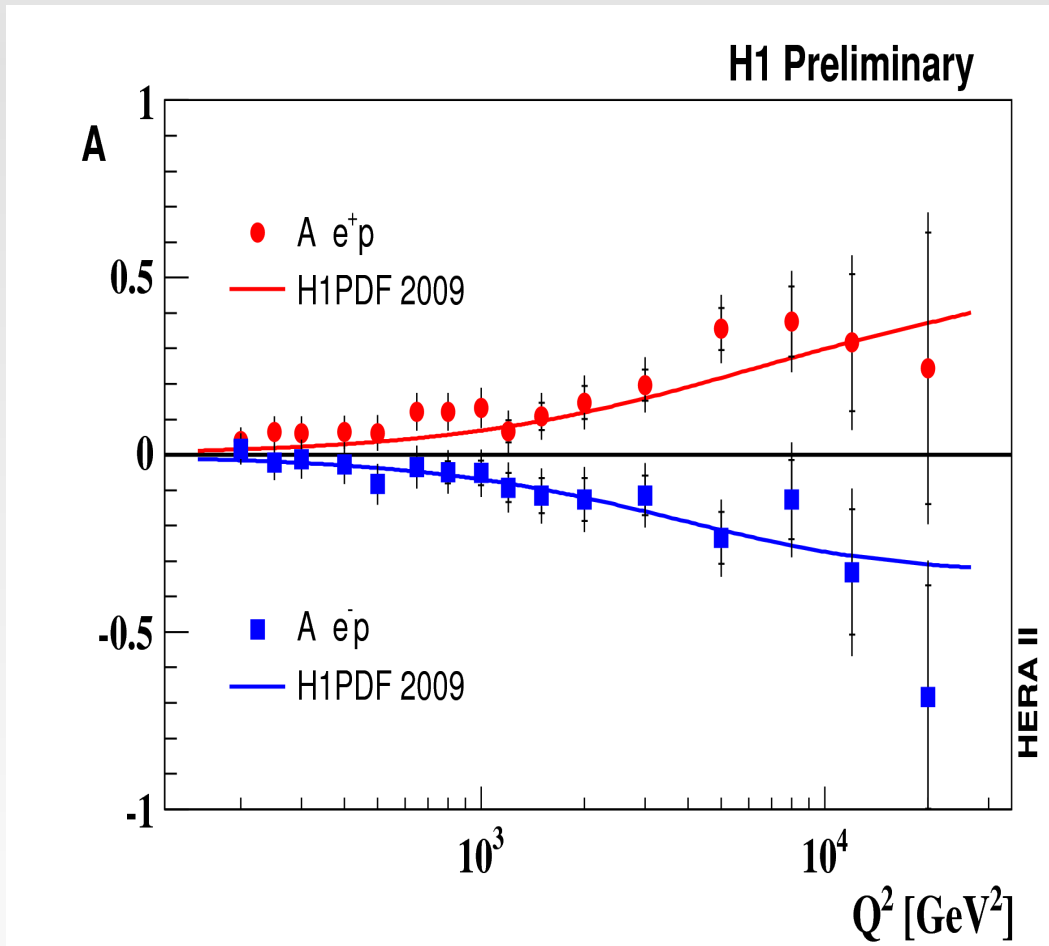 H1 Preliminary
A
1
0.5
0
-0.5
-1
A e⁺p
H1PDF 2009
A e⁻p
H1PDF 2009
HERA II
10³
10⁴
Q² [GeV²]